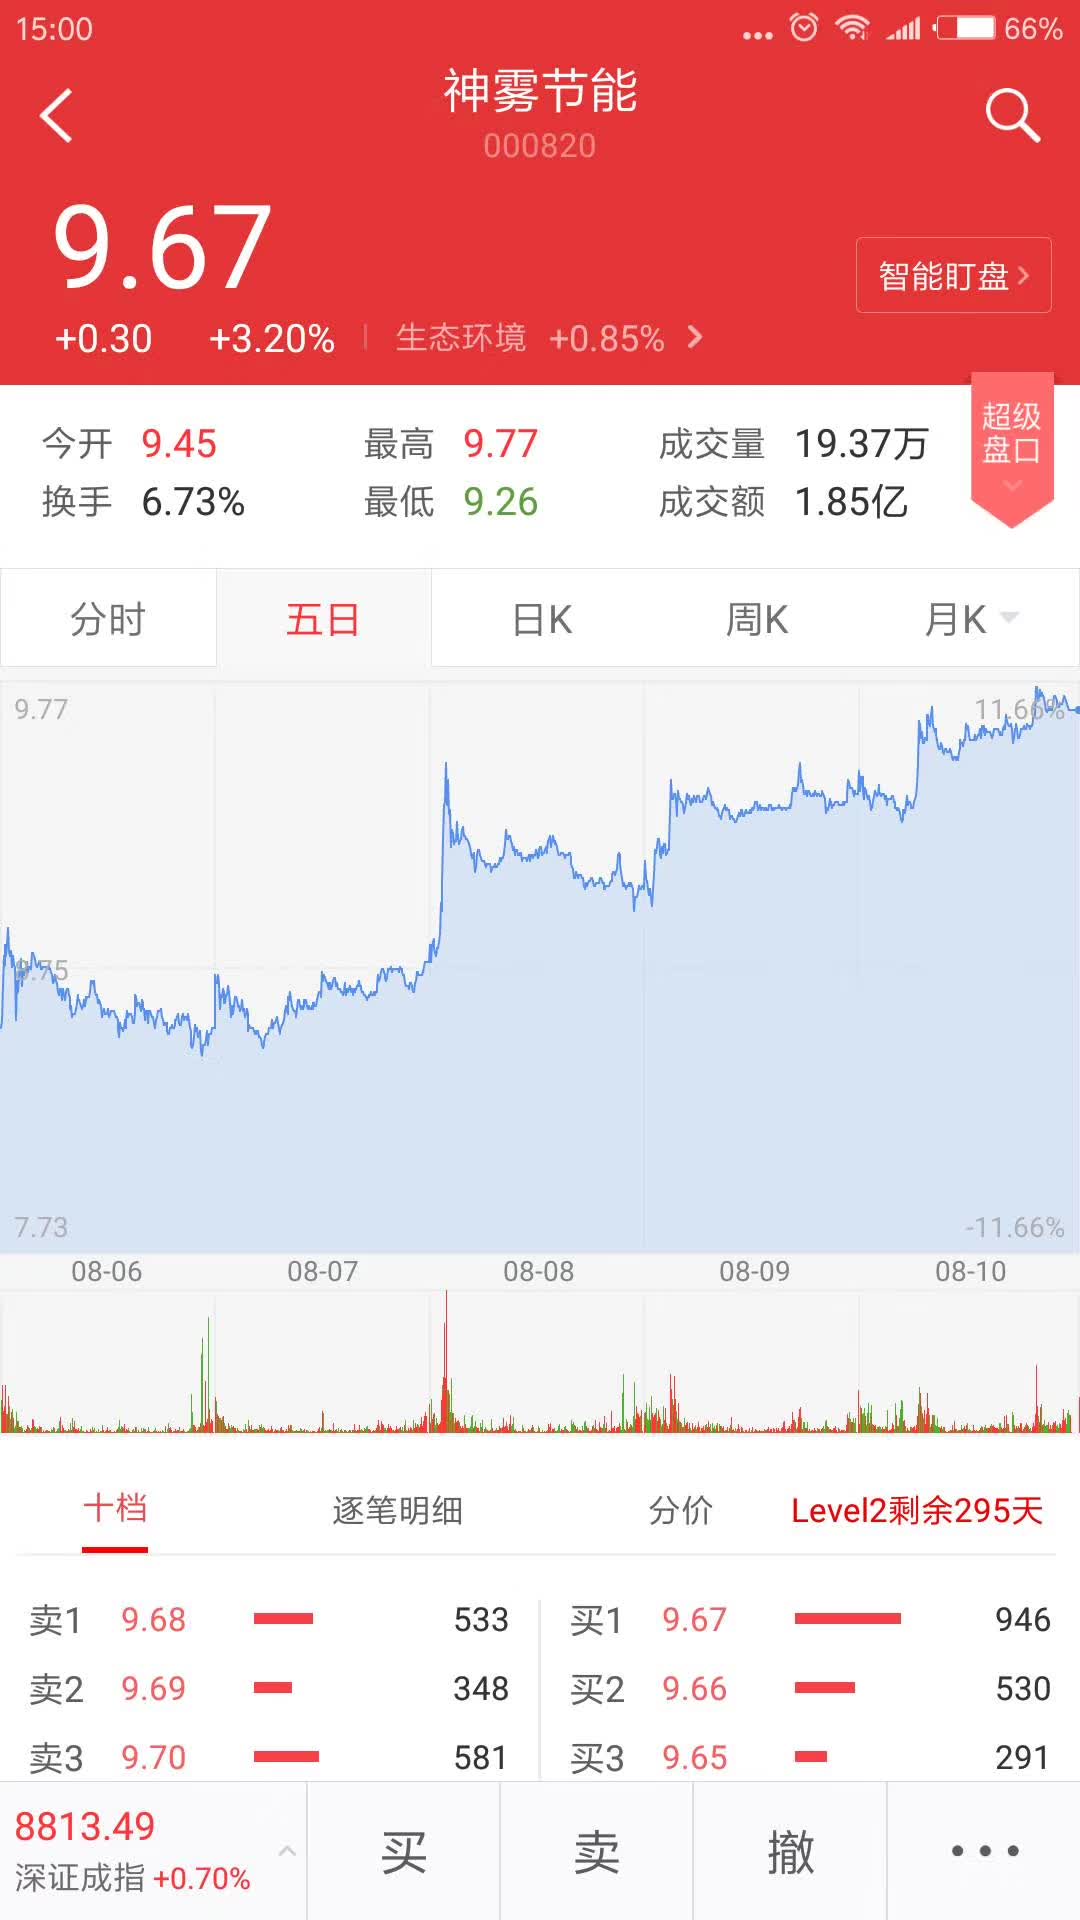 15:00 66%
神雾节能
000820
9.67
智能盯盘
+0.30 +3.20% 生态环境 +0.85%
今开 9.45 最高 9.77 成交量 19.37万
换手 6.73% 最低 9.26 成交额 1.85亿
超级
盘口
分时 五日 日K 周K 月K
9.77 11.66%
8.75
7.73 -11.66%
08-06 08-07 08-08 08-09 08-10
十档 逐笔明细 分价 Level2剩余295天
卖1 9.68 533 买1 9.67 946
卖2 9.69 348 买2 9.66 530
卖3 9.70 581 买3 9.65 291
8813.49
深证成指 +0.70%
买 卖 撤